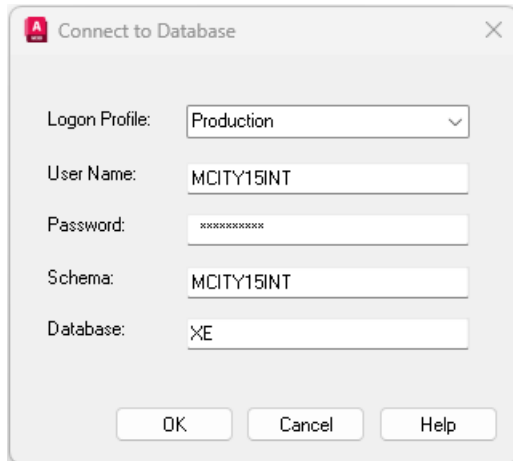 Connect to Database
Logon Profile: Production
User Name: MCITY15INT
Password: **********
Schema: MCITY15INT
Database: XE
OK Cancel Help